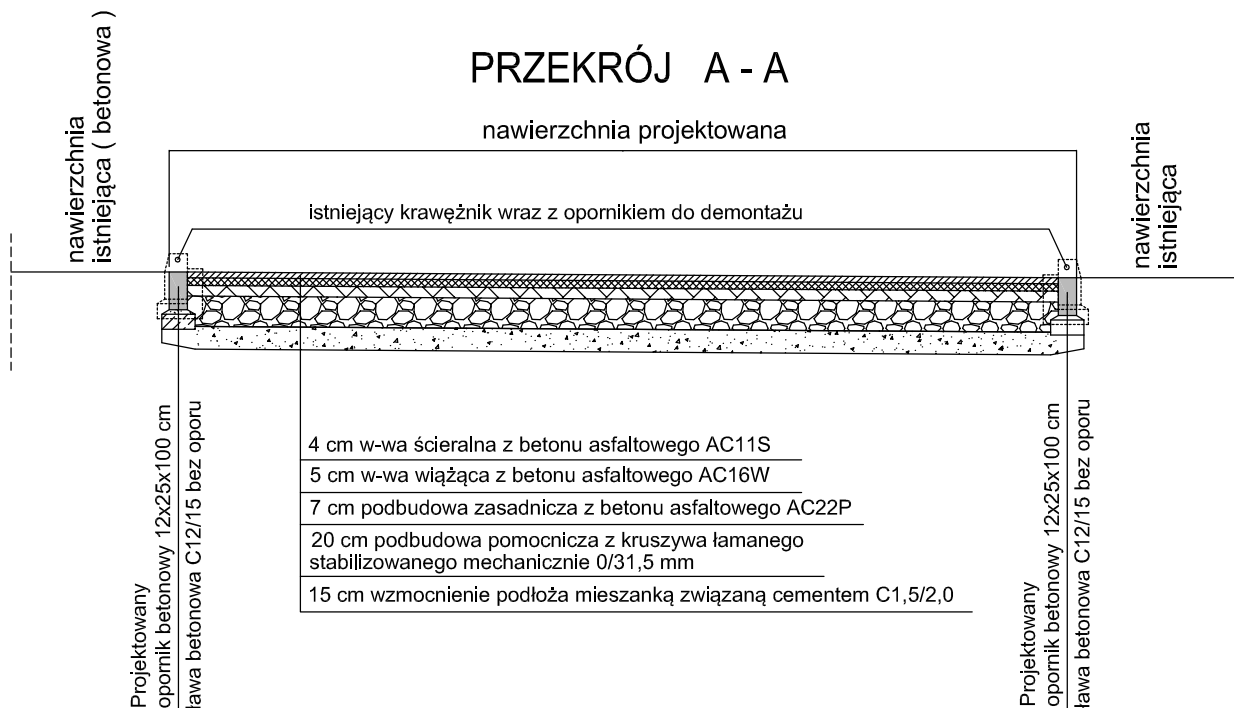 PRZEKRÓJ A - A
nawierzchnia
istniejąca ( betonowa )
nawierzchnia projektowana
nawierzchnia
istniejąca
istniejący krawężnik wraz z opornikiem do demontażu
4 cm w-wa ścieralna z betonu asfaltowego AC11S
5 cm w-wa wiążąca z betonu asfaltowego AC16W
7 cm podbudowa zasadnicza z betonu asfaltowego AC22P
20 cm podbudowa pomocnicza z kruszywa łamanego
stabilizowanego mechanicznie 0/31,5 mm
15 cm wzmocnienie podłoża mieszanką związaną cementem C1,5/2,0
Projektowany
opornik betonowy 12x25x100 cm
ława betonowa C12/15 bez oporu
Projektowany
opornik betonowy 12x25x100 cm
ława betonowa C12/15 bez oporu